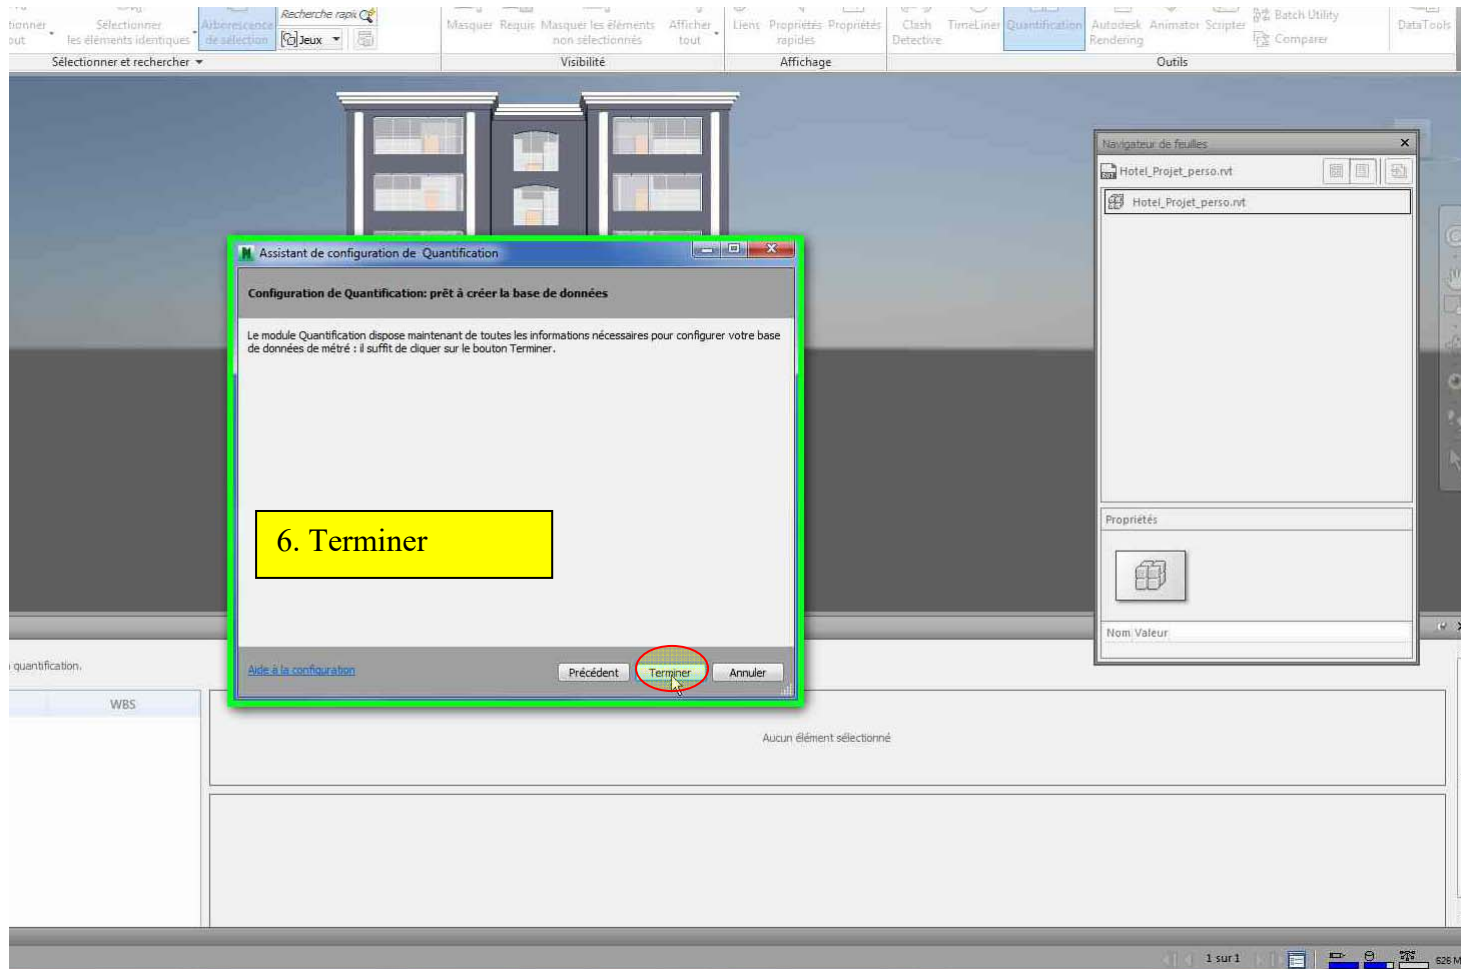 Recherche rapi
Sélectionner
les éléments identiques
Arborescence
de sélection
Jeux
Masquer
Requis
Masquer les éléments
non sélectionnés
Afficher
tout
Liens
Propriétés
rapides
Propriétés
Clash
Detective
TimeLiner
Quantification
Autodesk
Rendering
Animator
Scripter
Batch Utility
Comparer
DataTools
Sélectionner et rechercher
Visibilité
Affichage
Outils
Navigateur de feuilles
Hotel_Projet_perso.rvt
Hotel_Projet_perso.rvt
Assistant de configuration de Quantification
Configuration de Quantification: prêt à créer la base de données
Le module Quantification dispose maintenant de toutes les informations nécessaires pour configurer votre base
de données de métré : il suffit de cliquer sur le bouton Terminer.
6. Terminer
Aide à la configuration
Précédent
Terminer
Annuler
Propriétés
Nom
Valeur
quantification.
WBS
Aucun élément sélectionné
1 sur 1